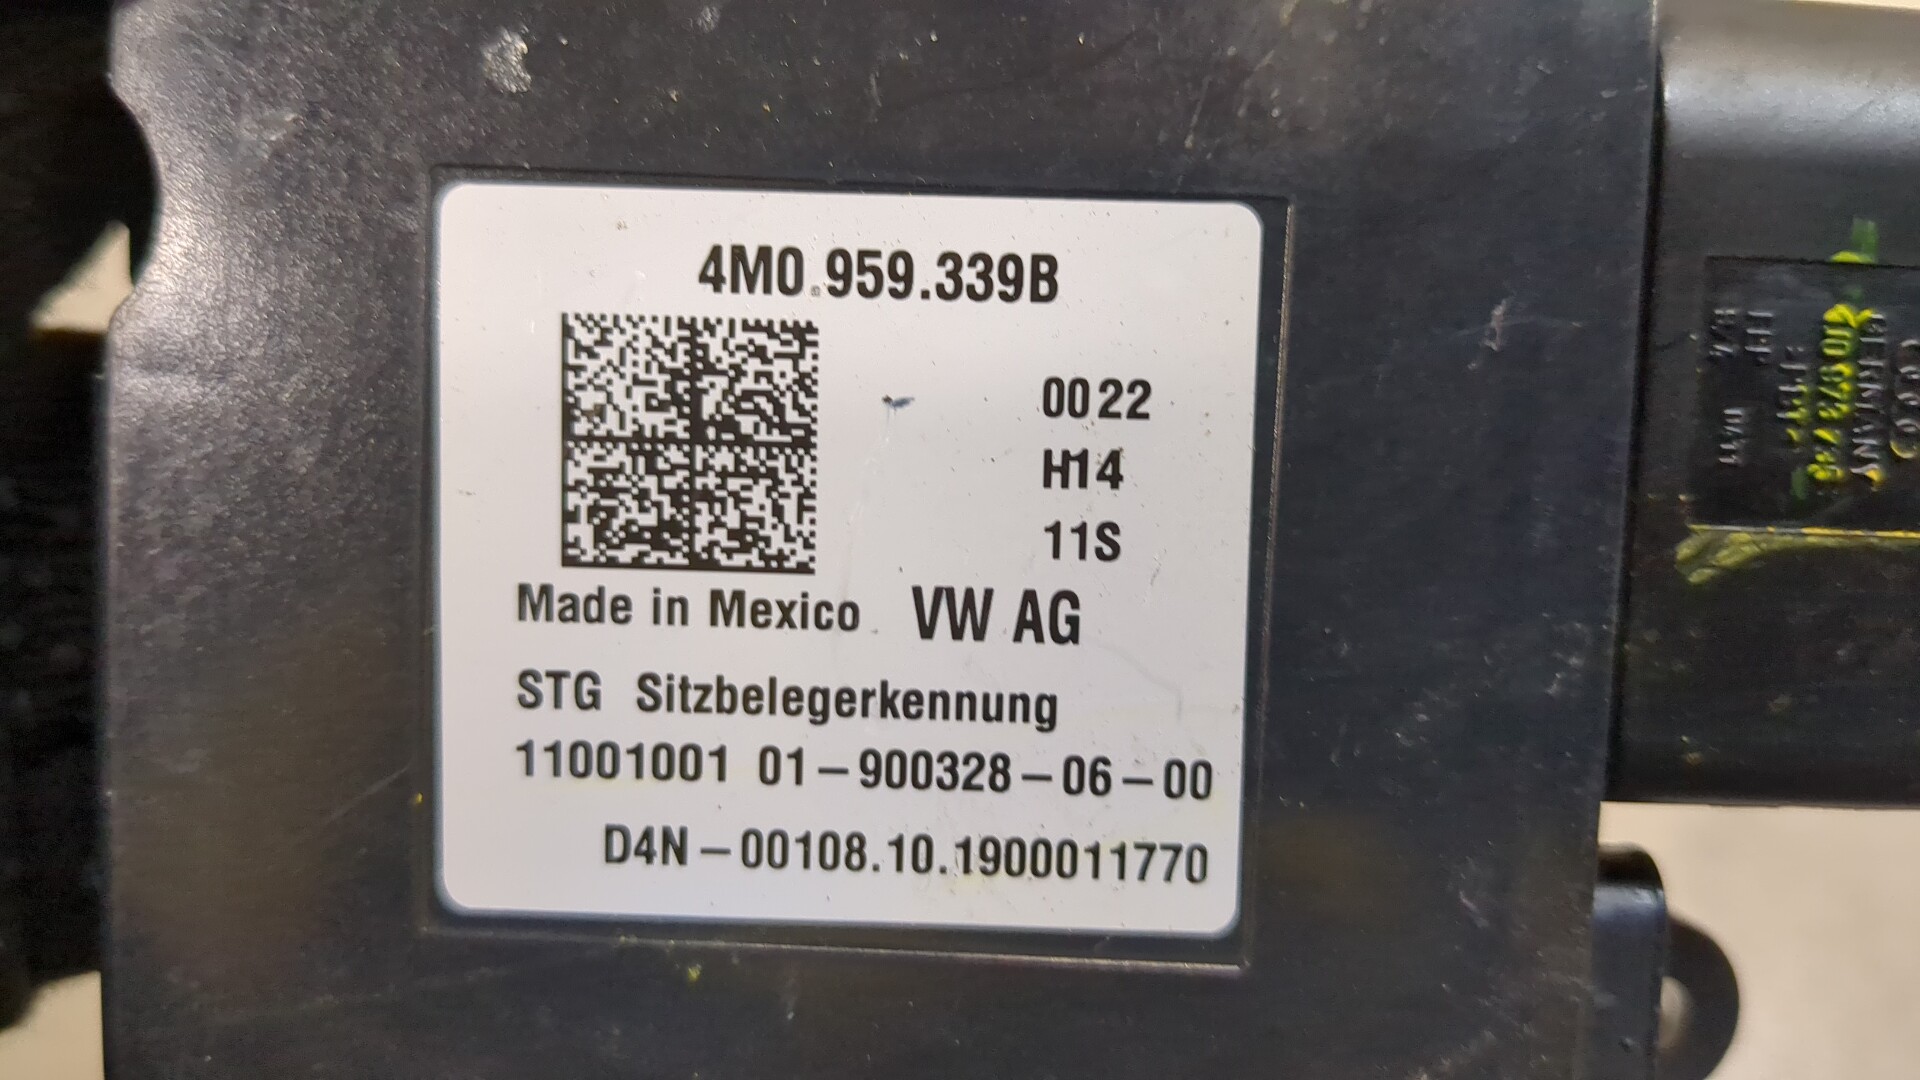 4M0.959.339B
0022
H14
11S
Made in Mexico VW AG
STG Sitzbelegerkennung
11001001 01-900328-06-00
D4N-00108.10.1900011770